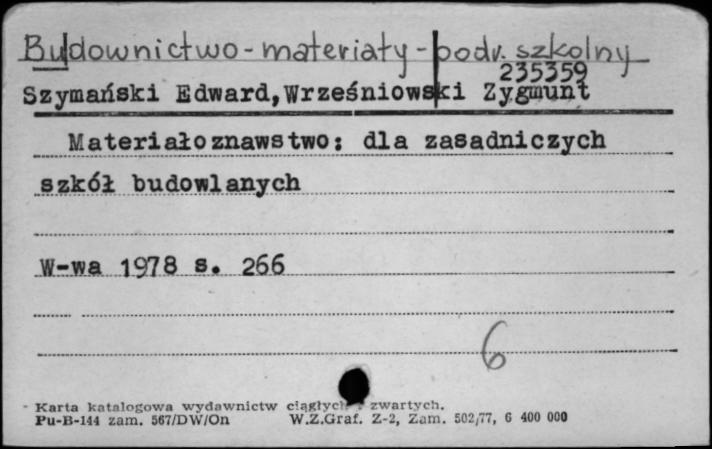 Budownictwo - materiały - podr. szkolny
235359
Szymański Edward, Wrześniowski Zygmunt
Materiałoznawstwo: dla zasadniczych
szkół budowlanych
W-wa 1978 s. 266
6
Karta katalogowa wydawnictw ciągłych i zwartych.
Pu-B-144 zam. 567/DW/On W.Z.Graf. Z-2, Zam. 502/77, 6 400 000